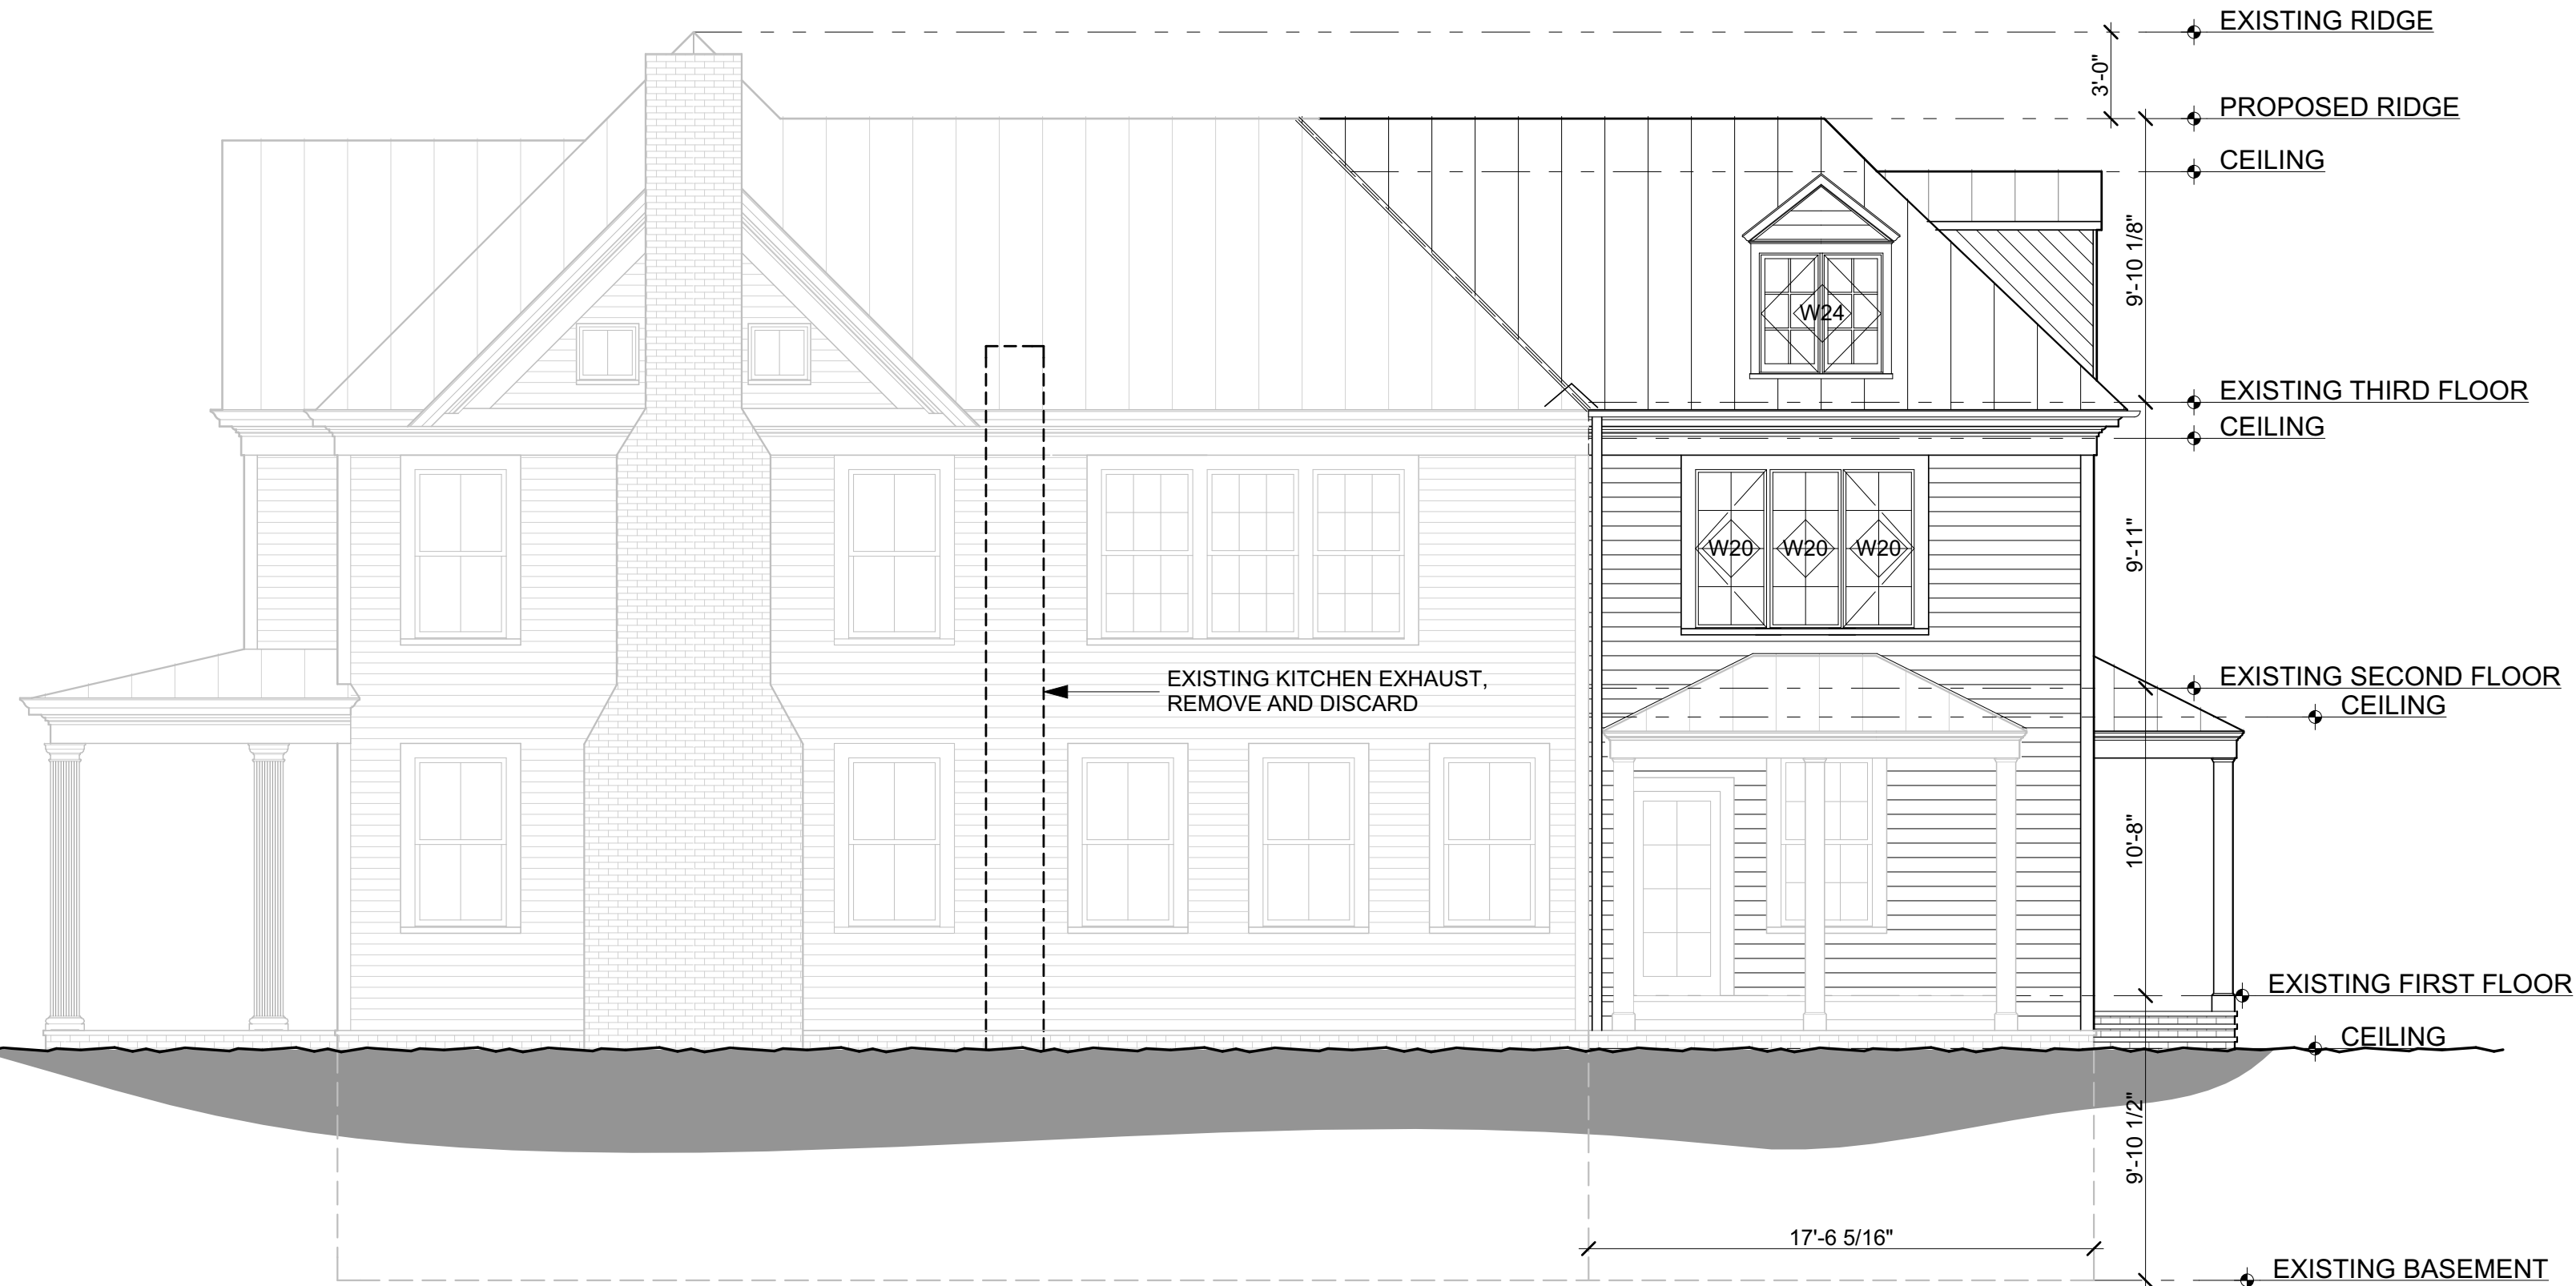 EXISTING RIDGE
3'-0"
PROPOSED RIDGE
CEILING
9'-10 1/8"
W24
EXISTING THIRD FLOOR
CEILING
9'-11"
W20 W20 W20
EXISTING KITCHEN EXHAUST,
REMOVE AND DISCARD
EXISTING SECOND FLOOR
CEILING
10'-8"
EXISTING FIRST FLOOR
CEILING
9'-10 1/2"
17'-6 5/16"
EXISTING BASEMENT